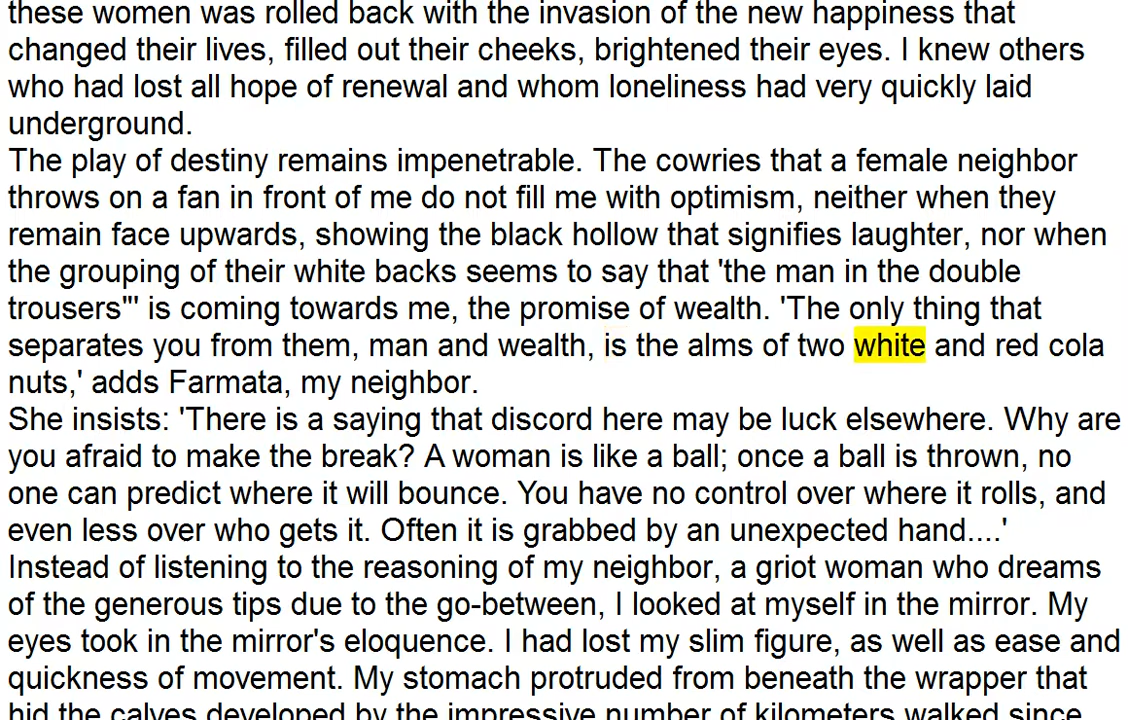 these women was rolled back with the invasion of the new happiness that
changed their lives, filled out their cheeks, brightened their eyes. I knew others
who had lost all hope of renewal and whom loneliness had very quickly laid
underground.
The play of destiny remains impenetrable. The cowries that a female neighbor
throws on a fan in front of me do not fill me with optimism, neither when they
remain face upwards, showing the black hollow that signifies laughter, nor when
the grouping of their white backs seems to say that 'the man in the double
trousers"' is coming towards me, the promise of wealth. 'The only thing that
separates you from them, man and wealth, is the alms of two white and red cola
nuts,' adds Farmata, my neighbor.
She insists: 'There is a saying that discord here may be luck elsewhere. Why are
you afraid to make the break? A woman is like a ball; once a ball is thrown, no
one can predict where it will bounce. You have no control over where it rolls, and
even less over who gets it. Often it is grabbed by an unexpected hand....'
Instead of listening to the reasoning of my neighbor, a griot woman who dreams
of the generous tips due to the go-between, I looked at myself in the mirror. My
eyes took in the mirror's eloquence. I had lost my slim figure, as well as ease and
quickness of movement. My stomach protruded from beneath the wrapper that
hid the calves developed by the impressive number of kilometers walked since